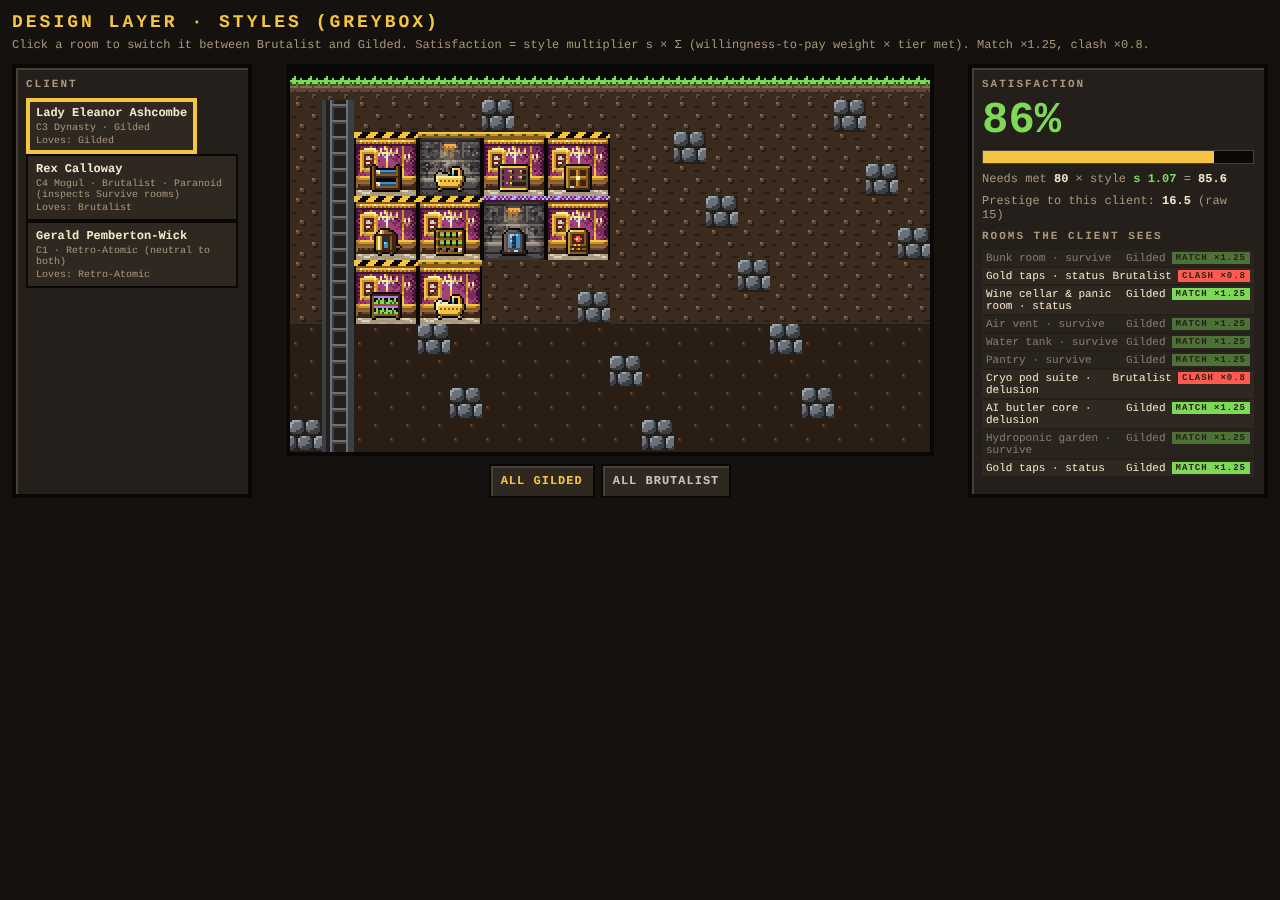 DESIGN LAYER · STYLES (GREYBOX)
Click a room to switch it between Brutalist and Gilded. Satisfaction = style multiplier s × Σ (willingness-to-pay weight × tier met). Match ×1.25, clash ×0.8.
CLIENT
Lady Eleanor Ashcombe
C3 Dynasty · Gilded
Loves: Gilded
Rex Calloway
C4 Mogul · Brutalist · Paranoid
(inspects Survive rooms)
Loves: Brutalist
Gerald Pemberton-Wick
C1 · Retro-Atomic (neutral to
both)
Loves: Retro-Atomic
ALL GILDED
ALL BRUTALIST
SATISFACTION
86%
Needs met 80 × style s 1.07 = 85.6
Prestige to this client: 16.5 (raw
15)
ROOMS THE CLIENT SEES
Bunk room · survive Gilded MATCH ×1.25
Gold taps · status Brutalist CLASH ×0.8
Wine cellar & panic Gilded MATCH ×1.25
room · status
Air vent · survive Gilded MATCH ×1.25
Water tank · survive Gilded MATCH ×1.25
Pantry · survive Gilded MATCH ×1.25
Cryo pod suite · Brutalist CLASH ×0.8
delusion
AI butler core · Gilded MATCH ×1.25
delusion
Hydroponic garden · Gilded MATCH ×1.25
survive
Gold taps · status Gilded MATCH ×1.25